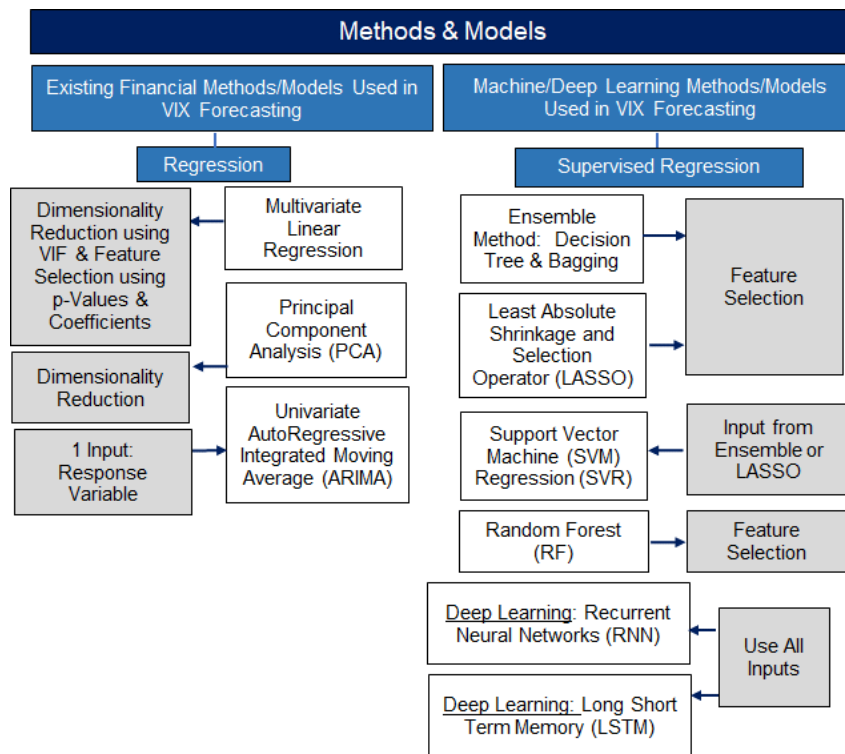 Methods & Models
Existing Financial Methods/Models Used in
VIX Forecasting
Regression
Dimensionality
Reduction using
VIF & Feature
Selection using
p-Values &
Coefficients
Multivariate
Linear
Regression
Principal
Component
Analysis (PCA)
Dimensionality
Reduction
1 Input:
Response
Variable
Univariate
AutoRegressive
Integrated Moving
Average (ARIMA)
Machine/Deep Learning Methods/Models
Used in VIX Forecasting
Supervised Regression
Ensemble
Method: Decision
Tree & Bagging
Least Absolute
Shrinkage and
Selection
Operator (LASSO)
Feature
Selection
Support Vector
Machine (SVM)
Regression (SVR)
Input from
Ensemble or
LASSO
Random Forest
(RF)
Feature
Selection
Deep Learning: Recurrent
Neural Networks (RNN)
Deep Learning: Long Short
Term Memory (LSTM)
Use All
Inputs